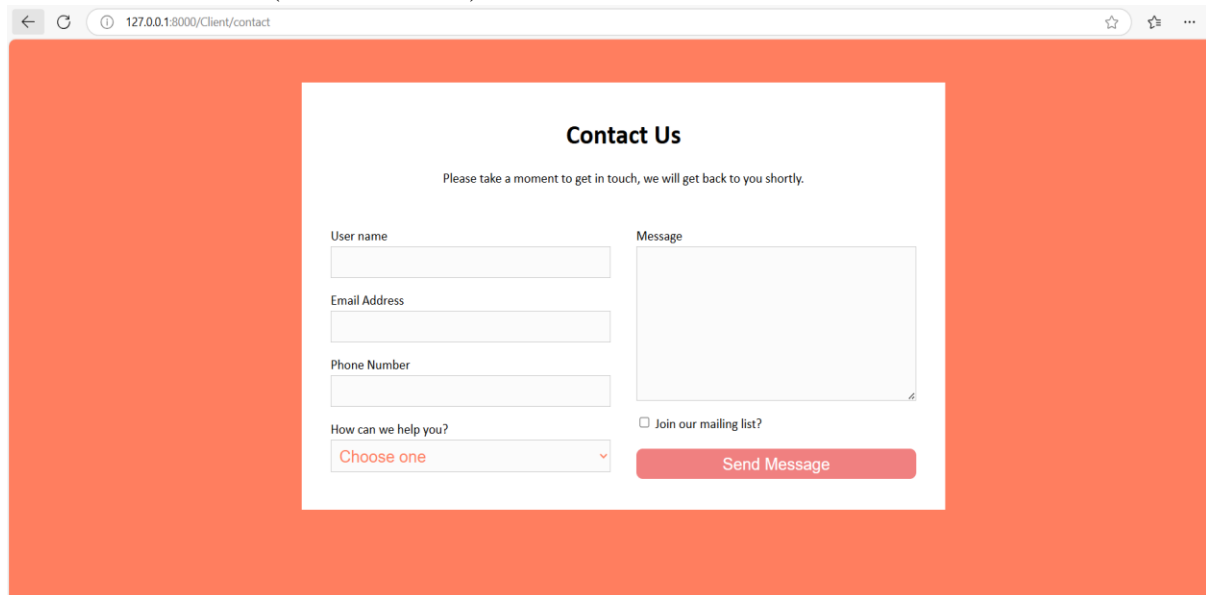 127.0.0.1:8000/Client/contact
Contact Us
Please take a moment to get in touch, we will get back to you shortly.
User name
Email Address
Phone Number
How can we help you?
Choose one
Message
Join our mailing list?
Send Message